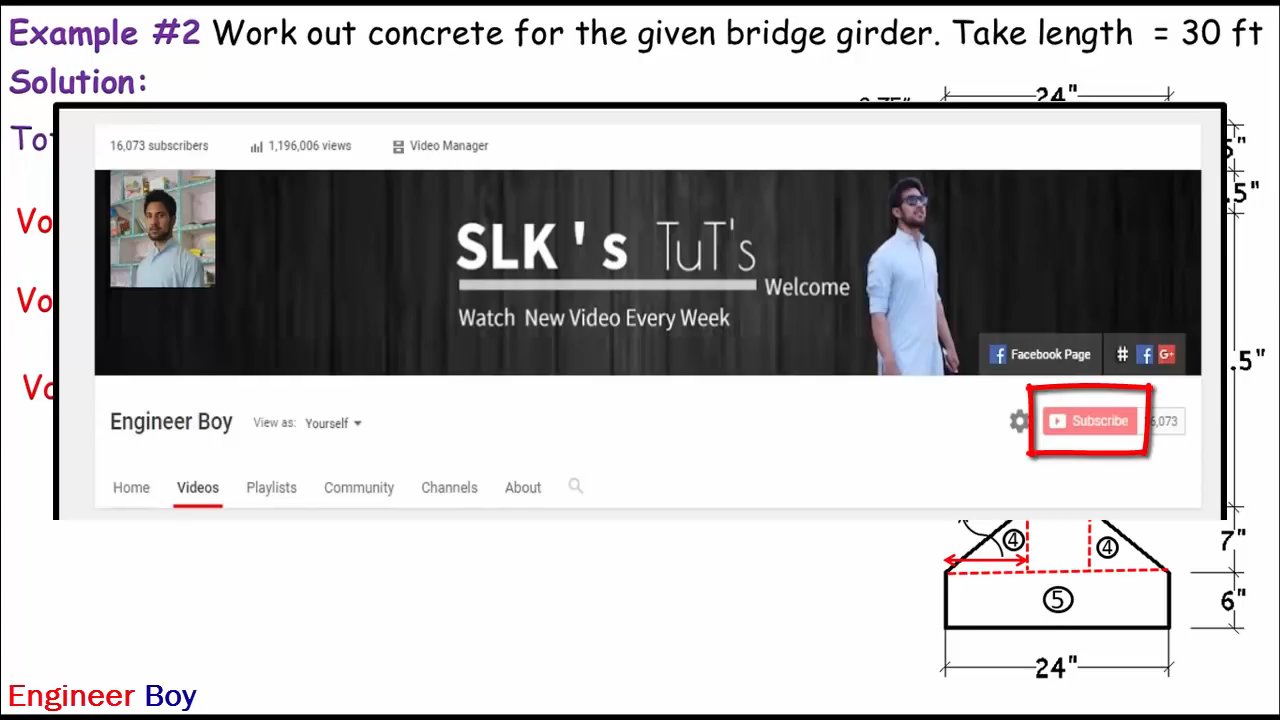 Example #2 Work out concrete for the given bridge girder. Take length = 30 ft
Solution:
24"
16,073 subscribers
1,196,006 views
Video Manager
SLK's TuT's
Welcome
Watch New Video Every Week
Facebook Page
#
Engineer Boy
View as: Yourself
Subscribe
Home Videos Playlists Community Channels About
4
4
7"
5
6"
24"
Engineer Boy